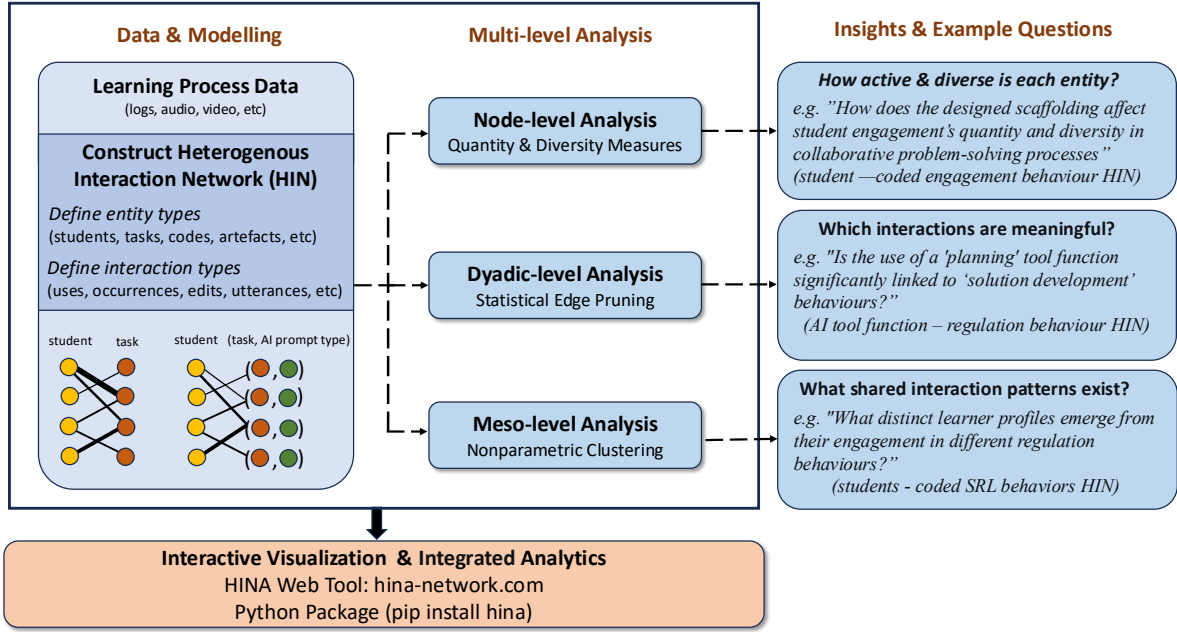 Data & Modelling
Learning Process Data
(logs, audio, video, etc)
Construct Heterogenous
Interaction Network (HIN)
Define entity types
(students, tasks, codes, artefacts, etc)
Define interaction types
(uses, occurrences, edits, utterances, etc)
student task student (task, AI prompt type)
( , )
( , )
( , )
( , )
Multi-level Analysis
Node-level Analysis
Quantity & Diversity Measures
Dyadic-level Analysis
Statistical Edge Pruning
Meso-level Analysis
Nonparametric Clustering
Insights & Example Questions
How active & diverse is each entity?
e.g. ”How does the designed scaffolding affect
student engagement’s quantity and diversity in
collaborative problem-solving processes”
(student —coded engagement behaviour HIN)
Which interactions are meaningful?
e.g. "Is the use of a 'planning' tool function
significantly linked to ‘solution development’
behaviours?”
(AI tool function – regulation behaviour HIN)
What shared interaction patterns exist?
e.g. "What distinct learner profiles emerge from
their engagement in different regulation
behaviours?”
(students - coded SRL behaviors HIN)
Interactive Visualization & Integrated Analytics
HINA Web Tool: hina-network.com
Python Package (pip install hina)